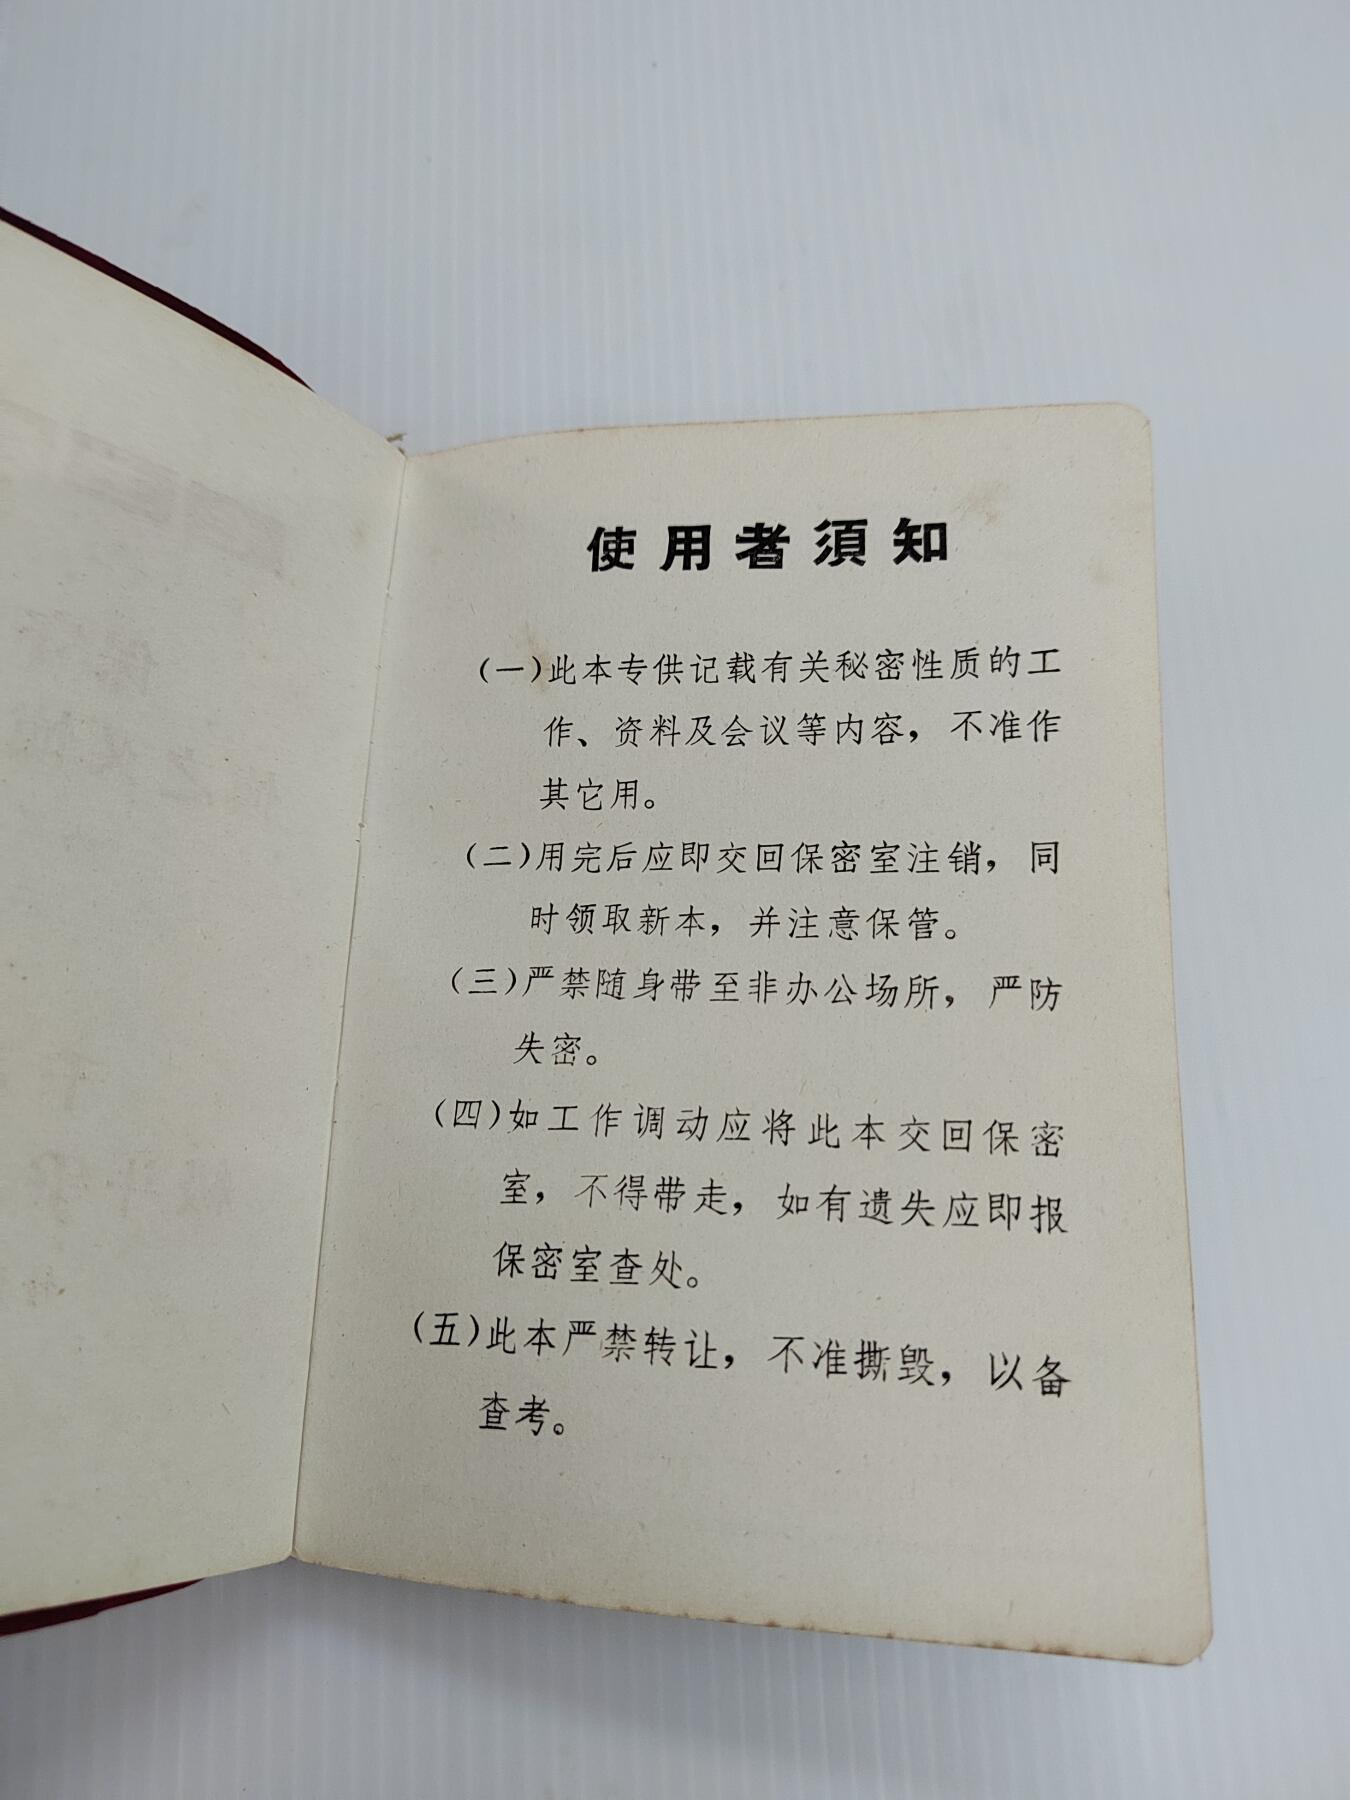 使用者須知
(一)此本专供记载有关秘密性质的工
作、资料及会议等内容，不准作
其它用。
(二)用完后应即交回保密室注销，同
时领取新本，并注意保管。
(三)严禁随身带至非办公场所，严防
失密。
(四)如工作调动应将此本交回保密
室，不得带走，如有遗失应即报
保密室查处。
(五)此本严禁转让，不准撕毁，以备
查考。